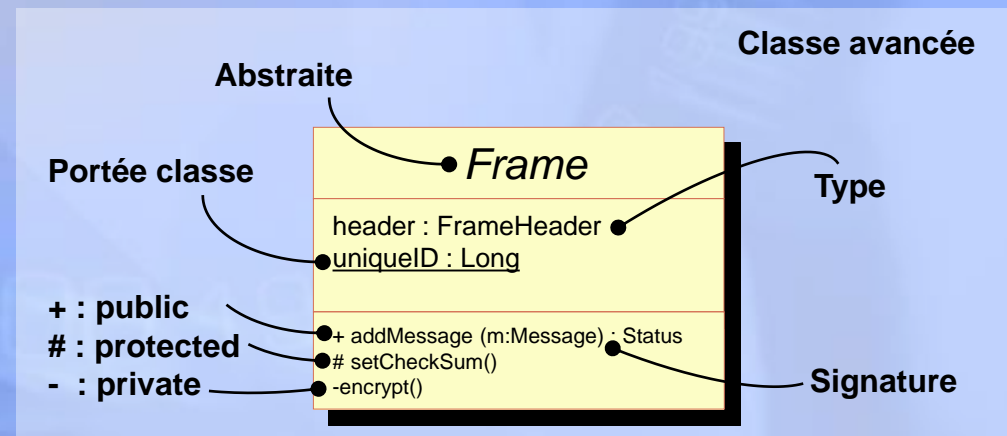 Classe avancée
Abstraite
Frame
Portée classe
Type
header : FrameHeader
uniqueID : Long
+ : public
# : protected
- : private
+ addMessage (m:Message) : Status
# setCheckSum()
-encrypt()
Signature